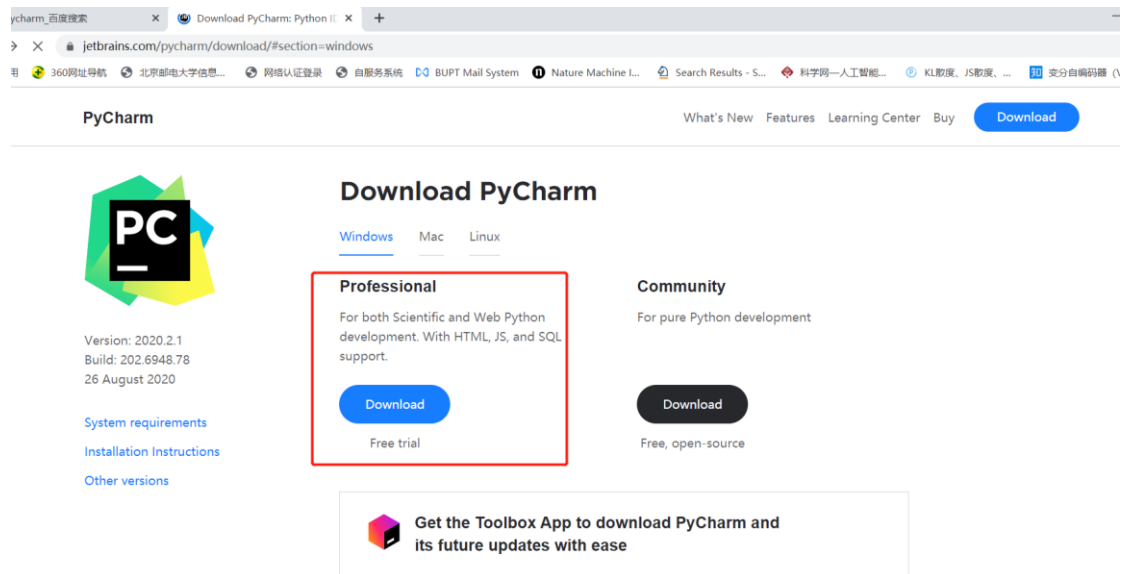 ycharm_百度搜索
Download PyCharm: Python I
jetbrains.com/pycharm/download/#section=windows
用 360网址导航 北京邮电大学信息... 网络认证登录 自服务系统 BUPT Mail System Nature Machine I... Search Results - S... 科学网—人工智能... KL散度、JS散度、... 知 变分自编码器 (V
PyCharm
What's New Features Learning Center Buy Download
PC
Version: 2020.2.1
Build: 202.6948.78
26 August 2020
System requirements
Installation Instructions
Other versions
Download PyCharm
Windows Mac Linux
Professional
For both Scientific and Web Python
development. With HTML, JS, and SQL
support.
Download
Free trial
Community
For pure Python development
Download
Free, open-source
Get the Toolbox App to download PyCharm and
its future updates with ease